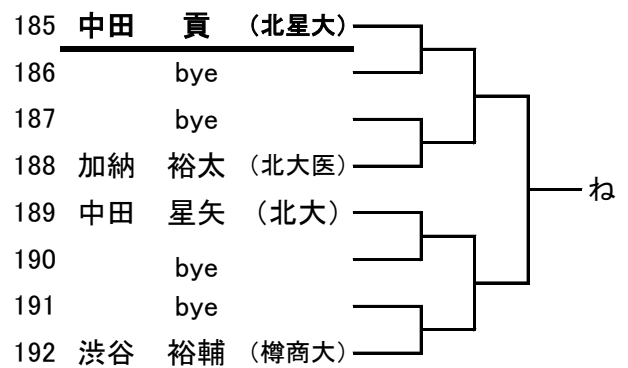 185 中田 貢 (北星大)
186 bye
187 bye
188 加納 裕太 (北大医)
189 中田 星矢 (北大)
190 bye
191 bye
192 渋谷 裕輔 (樽商大)
ね